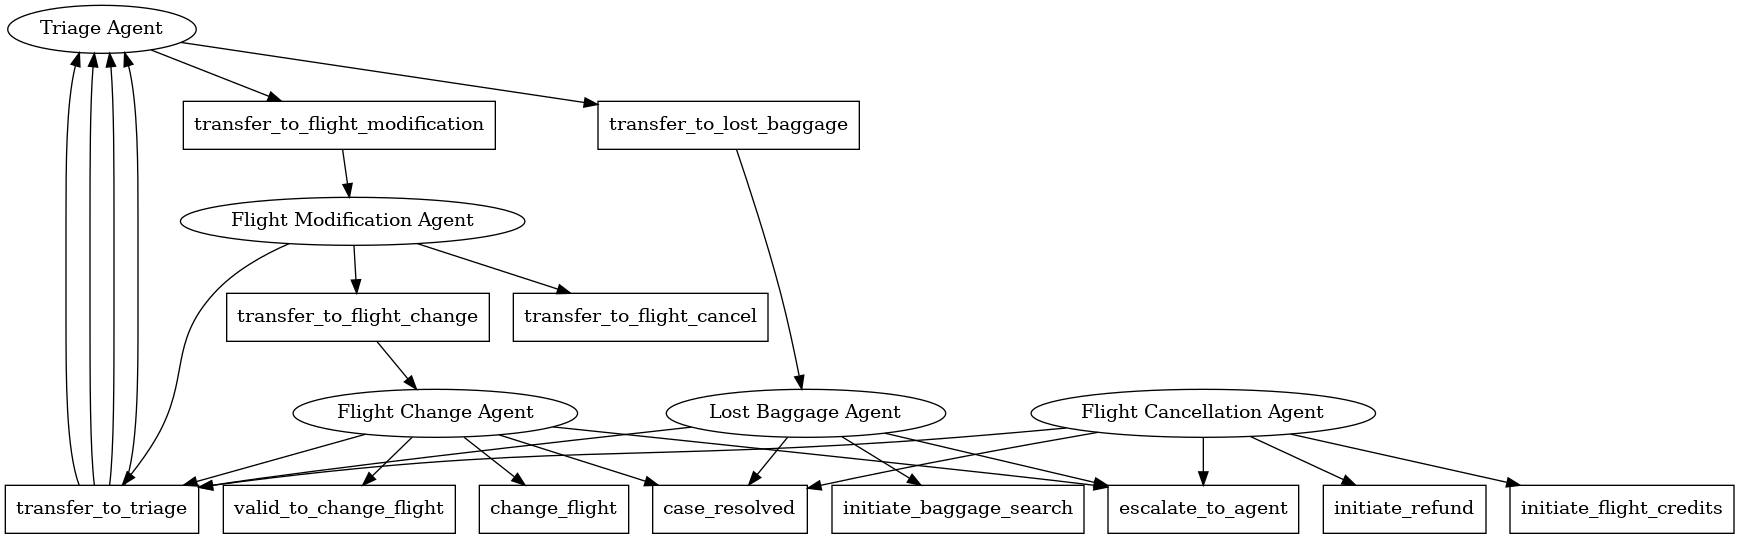 Triage Agent
transfer_to_flight_modification
transfer_to_lost_baggage
Flight Modification Agent
transfer_to_flight_change
transfer_to_flight_cancel
Flight Change Agent
Lost Baggage Agent
Flight Cancellation Agent
transfer_to_triage
valid_to_change_flight
change_flight
case_resolved
initiate_baggage_search
escalate_to_agent
initiate_refund
initiate_flight_credits